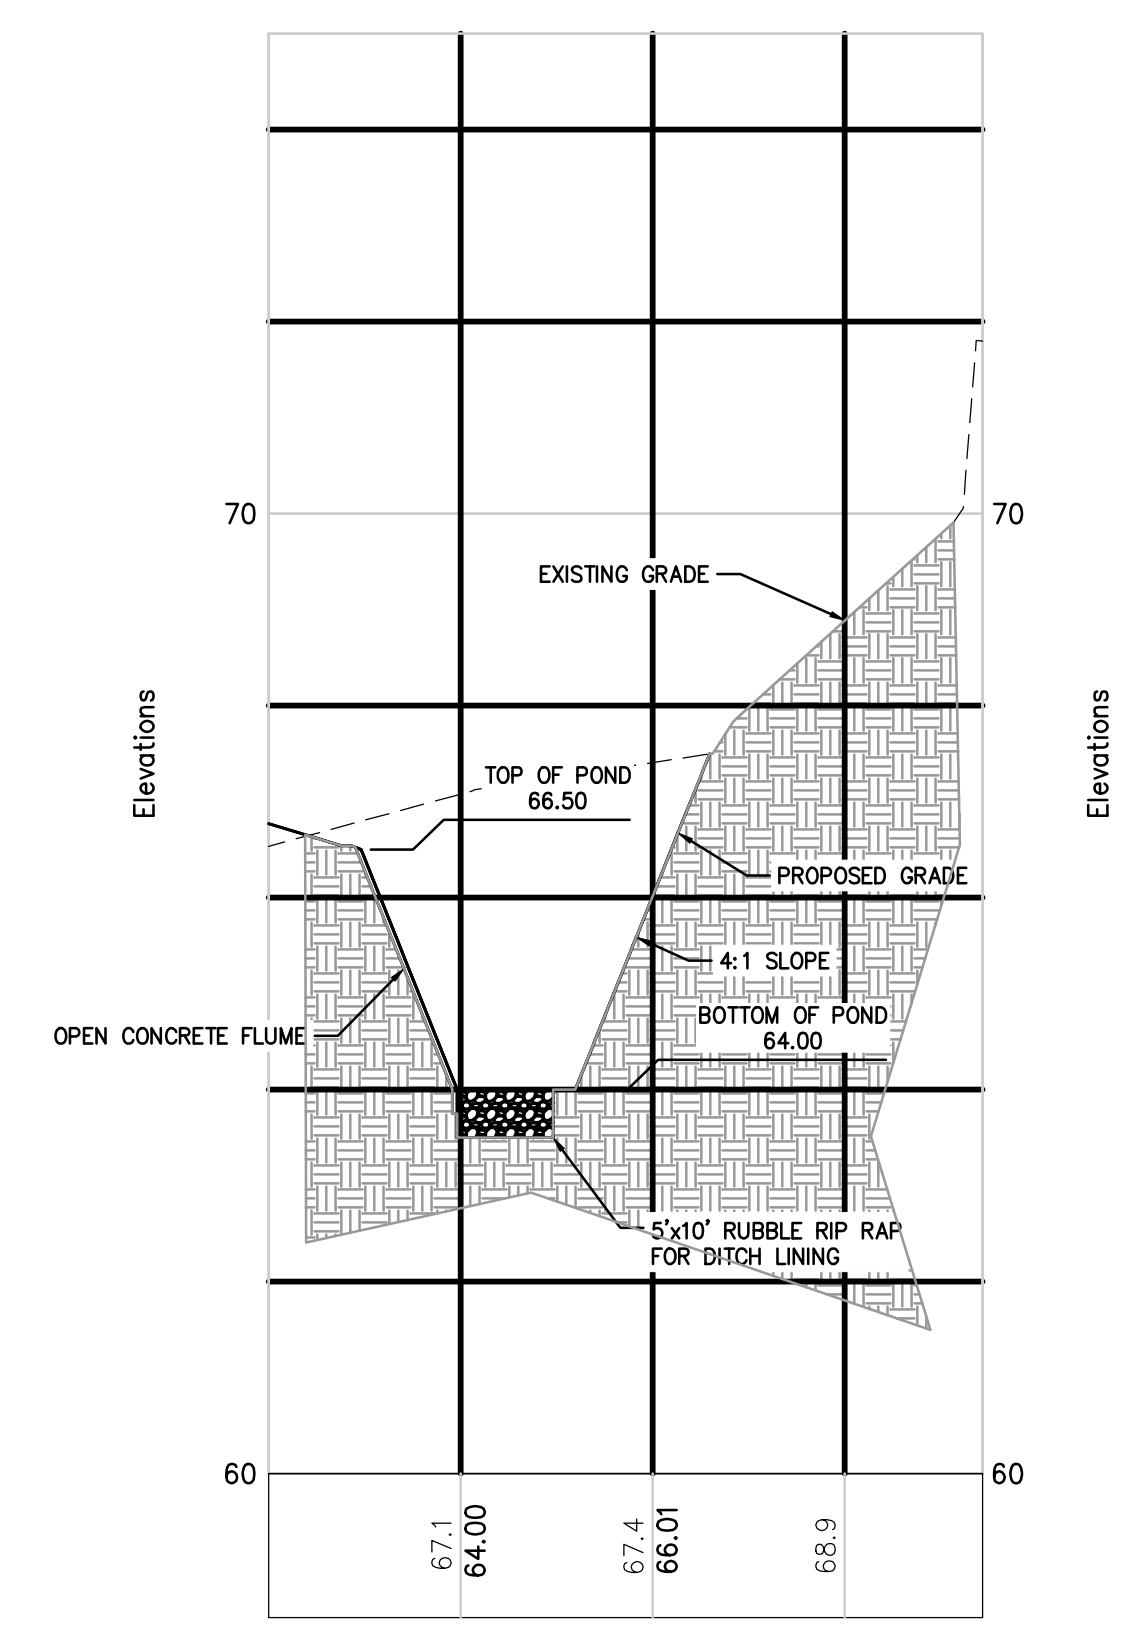 70
70
EXISTING GRADE
Elevations
Elevations
TOP OF POND
66.50
PROPOSED GRADE
4:1 SLOPE
BOTTOM OF POND
64.00
OPEN CONCRETE FLUME
5'x10' RUBBLE RIP RAP
FOR DITCH LINING
60
60
67.1
64.00
67.4
66.01
68.9